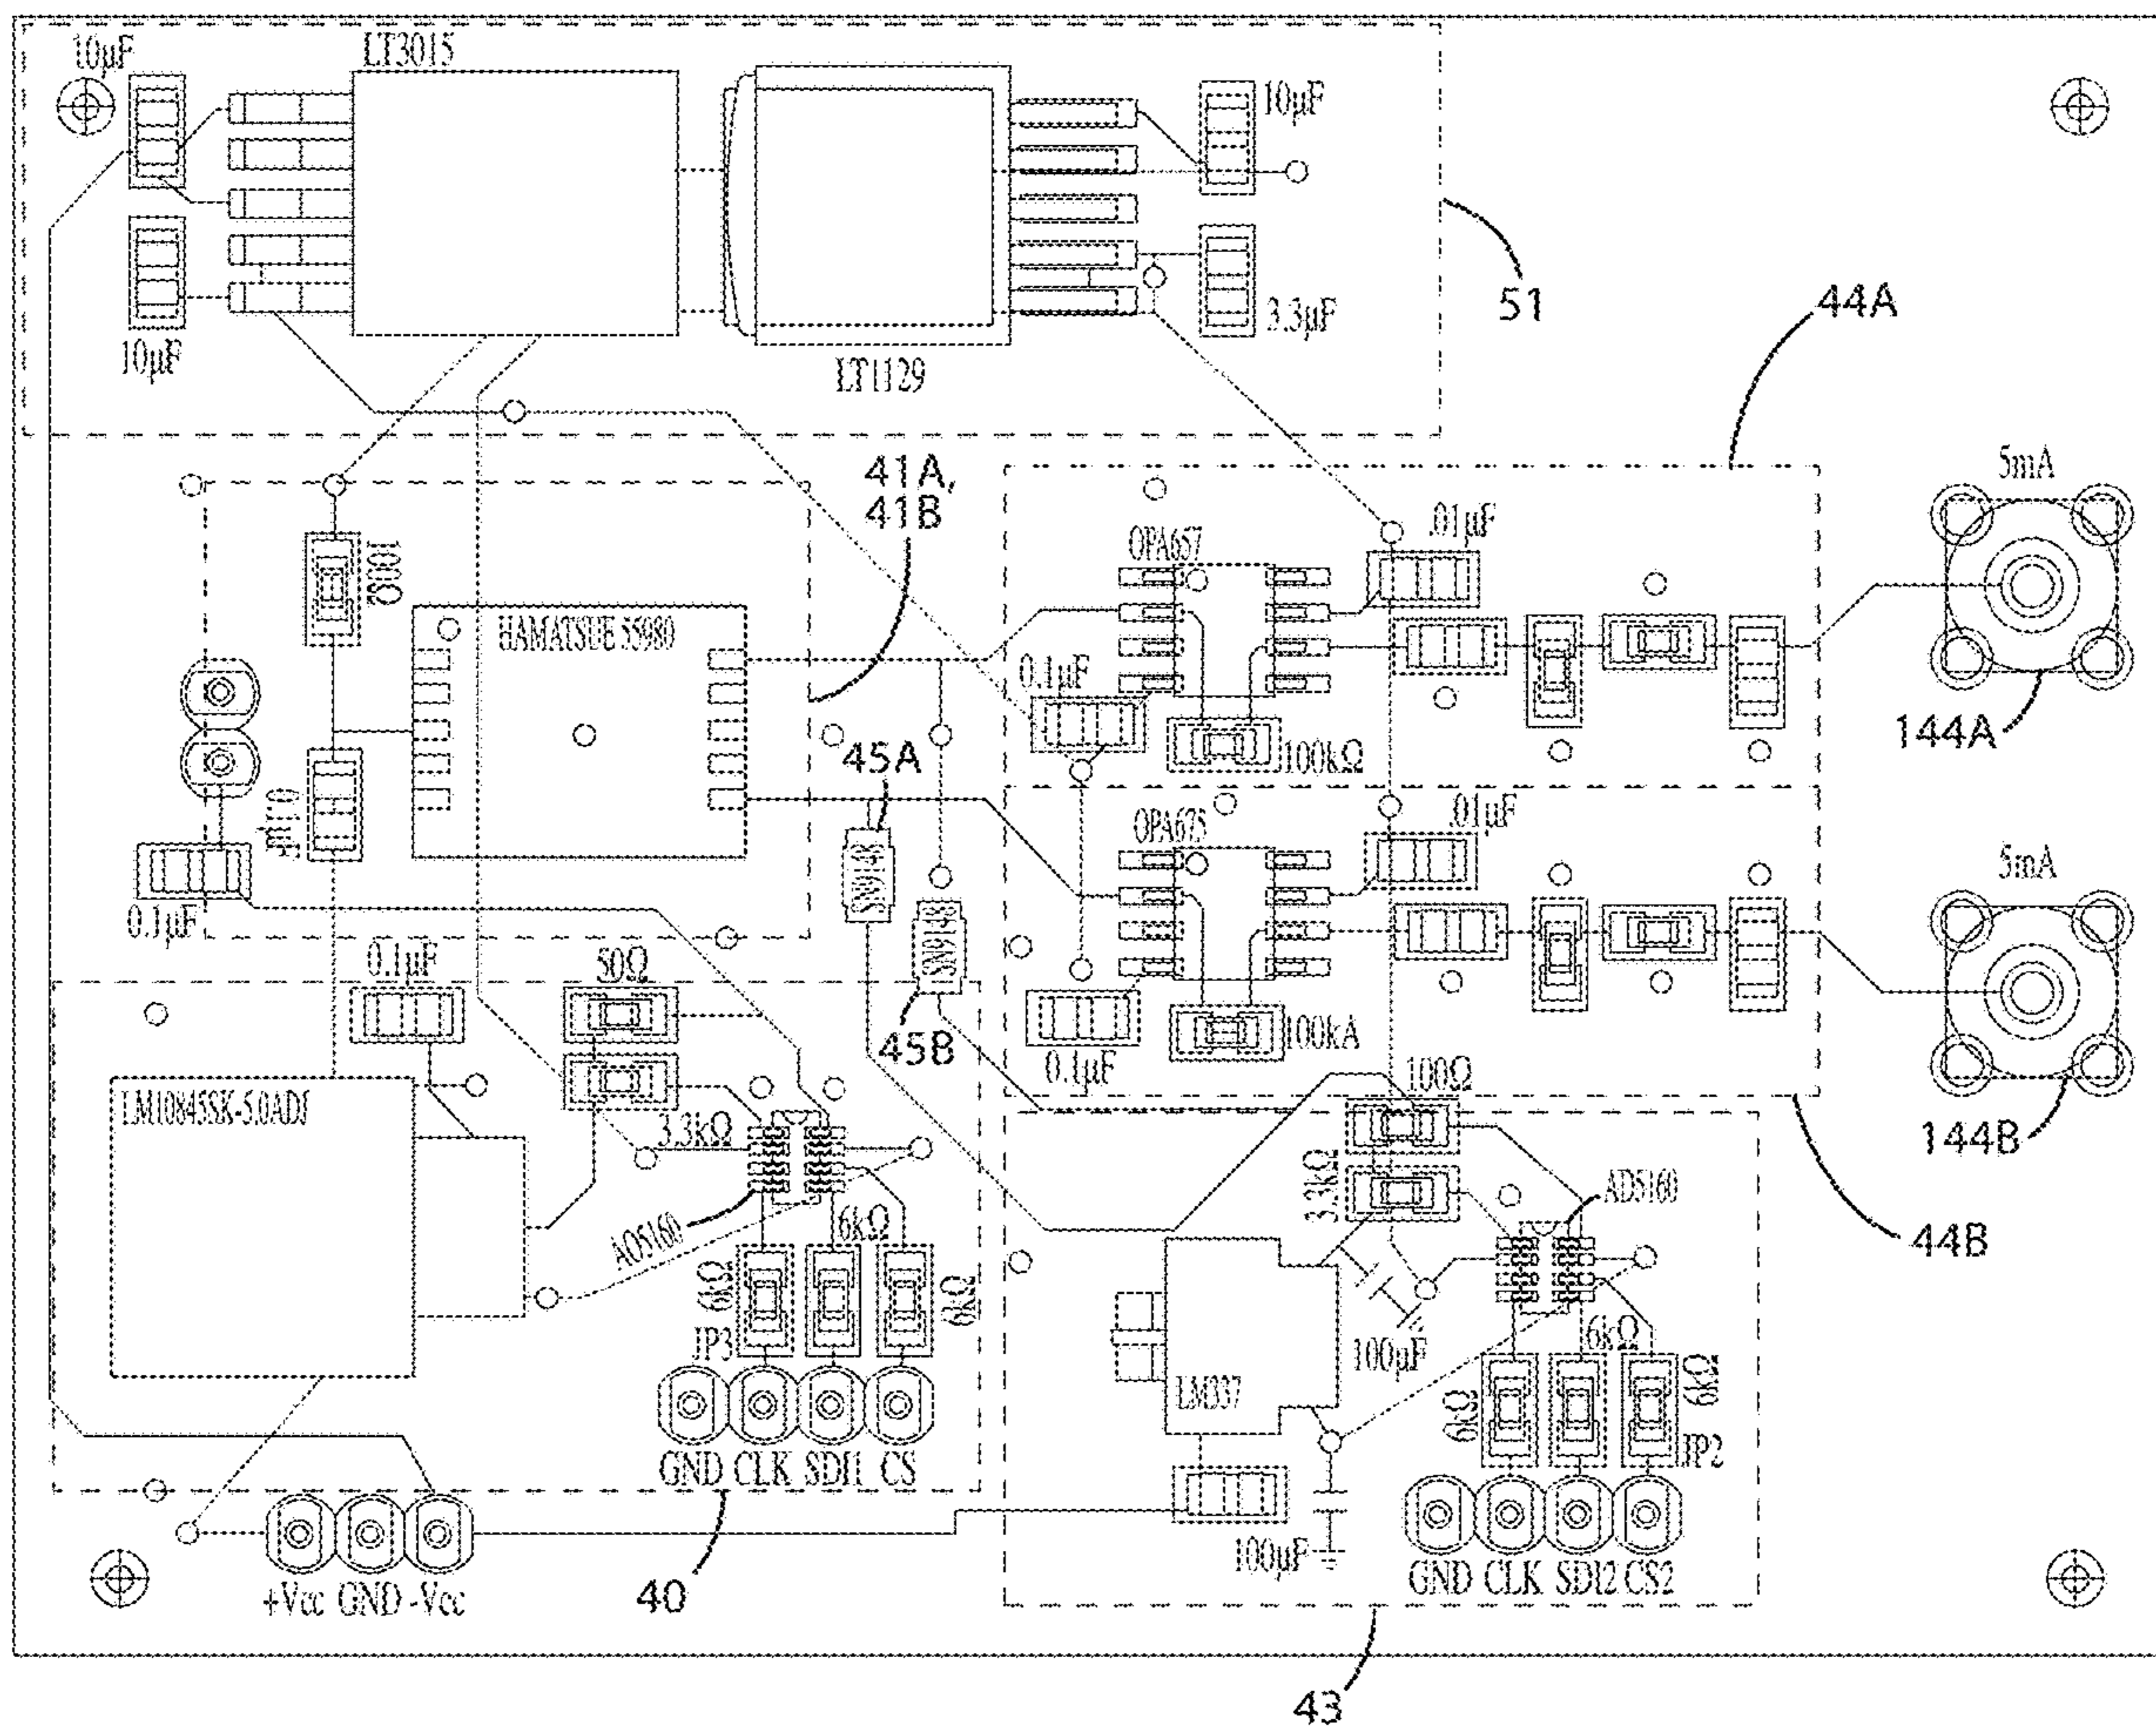 10µF
LT3015
10µF
10µF
3.3µF
LT1129
51
44A
41A,
41B
5mA
100Ω
HAMATSUE 55980
OPA657
.01µF
0.1µF
100kΩ
144A
45A
0.1µF
0.1µF
SW9148
OPA675
.01µF
5mA
0.1µF
50Ω
1SN9148
45B
0.1µF
100kA
LM10845SK-5.0ADJ
3.3kΩ
100Ω
144B
AO5160
6kΩ
3.3kΩ
AD5160
44B
6kΩ
6kΩ
JP3
100µF
6kΩ
LM337
6kΩ
6kΩ
JP2
GND CLK SDI1 CS
100µF
+Vcc GND -Vcc
40
GND CLK SDI2 CS2
43